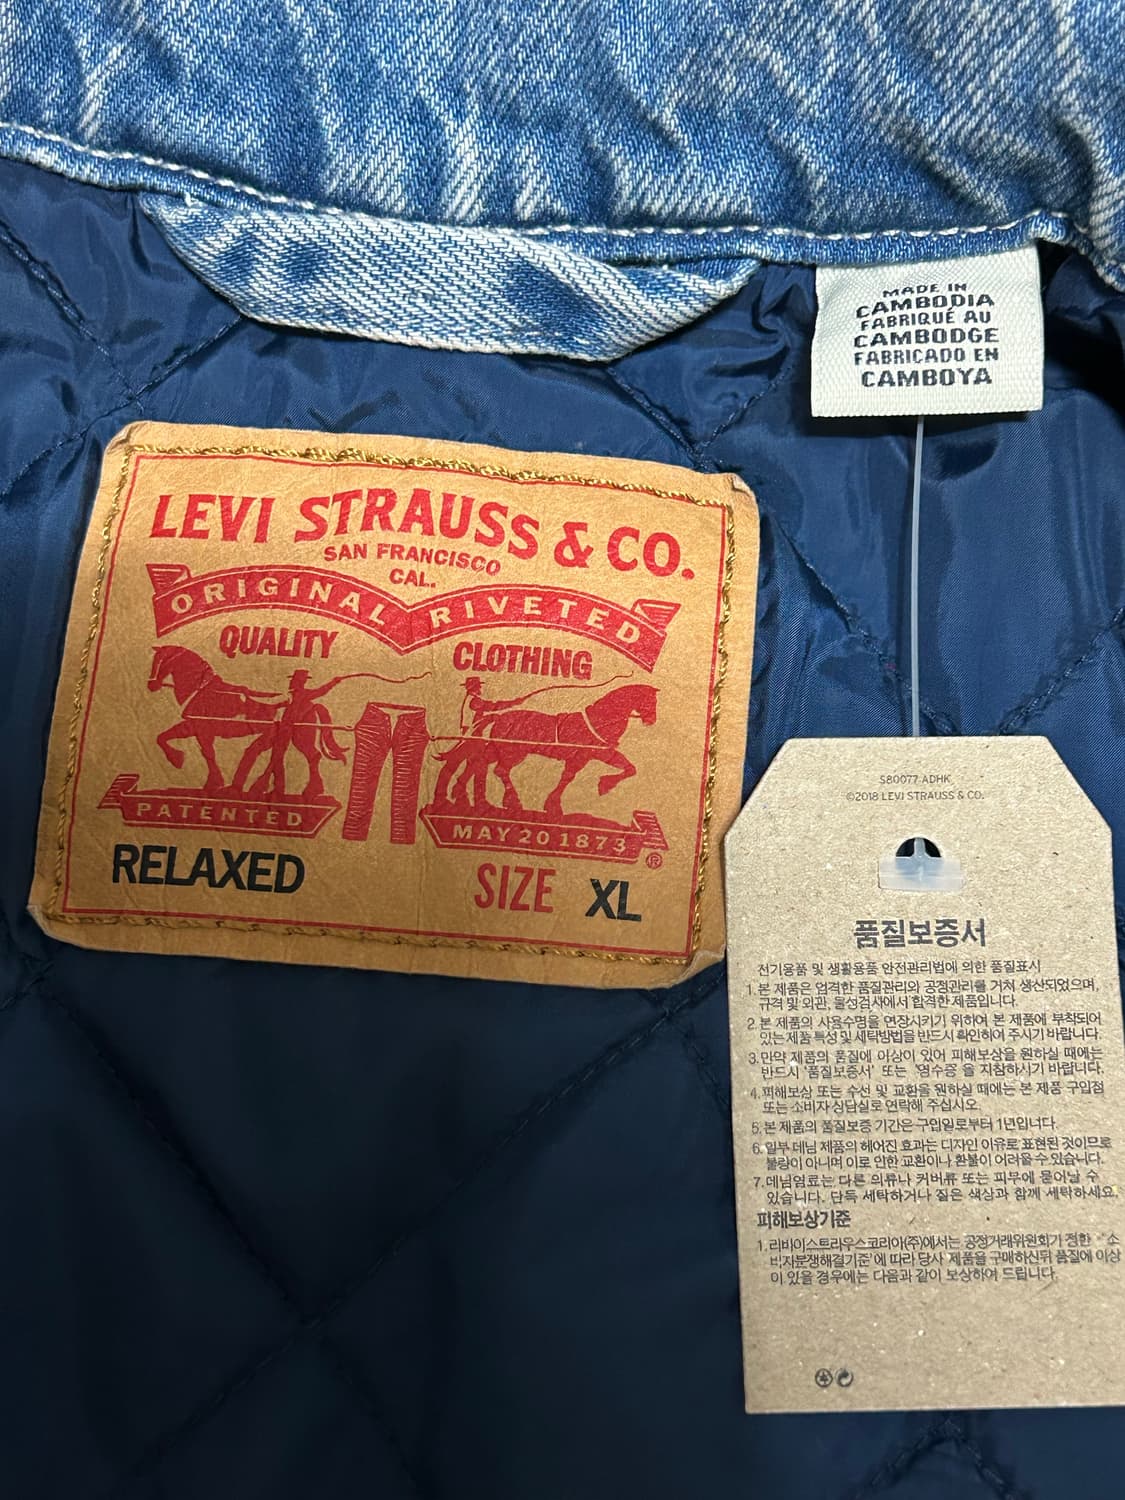 MADE IN
CAMBODIA
FABRIQUÉ AU
CAMBODGE
FABRICADO EN
CAMBOYA
LEVI STRAUSS & CO.
SAN FRANCISCO
CAL.
ORIGINAL RIVETED
QUALITY CLOTHING
PATENTED MAY 20 1873
®
RELAXED SIZE XL
S80077 ADHK
©2018 LEVI STRAUSS & CO.
품질보증서
전기용품 및 생활용품 안전관리법에 의한 품질표시
1. 본 제품은 엄격한 품질관리와 공정관리를 거쳐 생산되었으며,
규격 및 외관, 물성검사에서 합격한 제품입니다.
2. 본 제품의 사용수명을 연장시키기 위하여 본 제품에 부착되어
있는 제품 특성 및 세탁방법을 반드시 확인하여 주시기 바랍니다.
3. 만약 제품의 품질에 이상이 있어 피해보상을 원하실 때에는
반드시 '품질보증서' 또는 '영수증'을 지참하시기 바랍니다.
4. 피해보상 또는 수선 및 교환을 원하실 때에는 본 제품 구입점
또는 소비자 상담실로 연락해 주십시오.
5. 본 제품의 품질보증 기간은 구입일로부터 1년입니다.
6. 일부 데님 제품의 헤어진 효과는 디자인 이유로 표현된 것이므로
불량이 아니며 이로 인한 교환이나 환불이 어려울 수 있습니다.
7. 데님염료는 다른 의류나 커버류 또는 피부에 묻어날 수
있습니다. 단독 세탁하거나 짙은 색상과 함께 세탁하세요.
피해보상기준
1. 리바이스트라우스코리아(주)에서는 공정거래위원회가 정한 '소
비자분쟁해결기준'에 따라 당사 제품을 구매하신뒤 품질에 이상
이 있을 경우에는 다음과 같이 보상하여 드립니다.